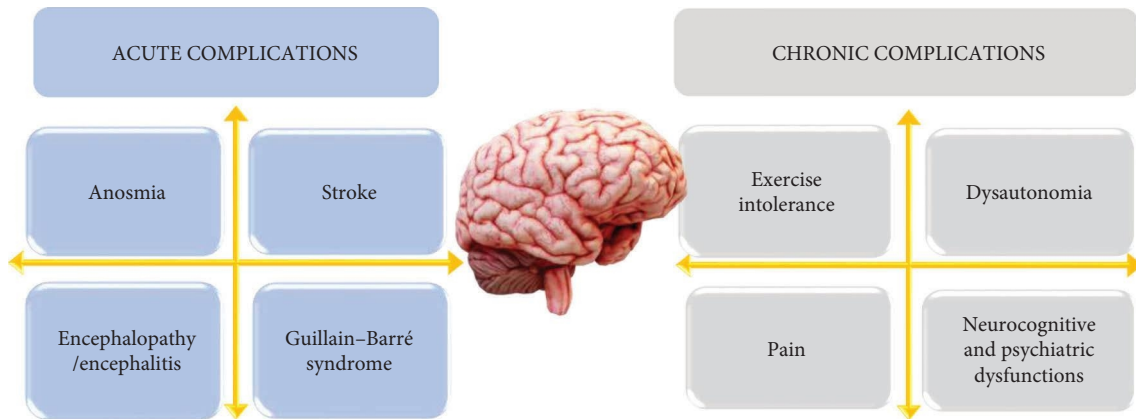 ACUTE COMPLICATIONS
Anosmia
Stroke
Encephalopathy
/encephalitis
Guillain–Barré
syndrome
CHRONIC COMPLICATIONS
Exercise
intolerance
Dysautonomia
Pain
Neurocognitive
and psychiatric
dysfunctions